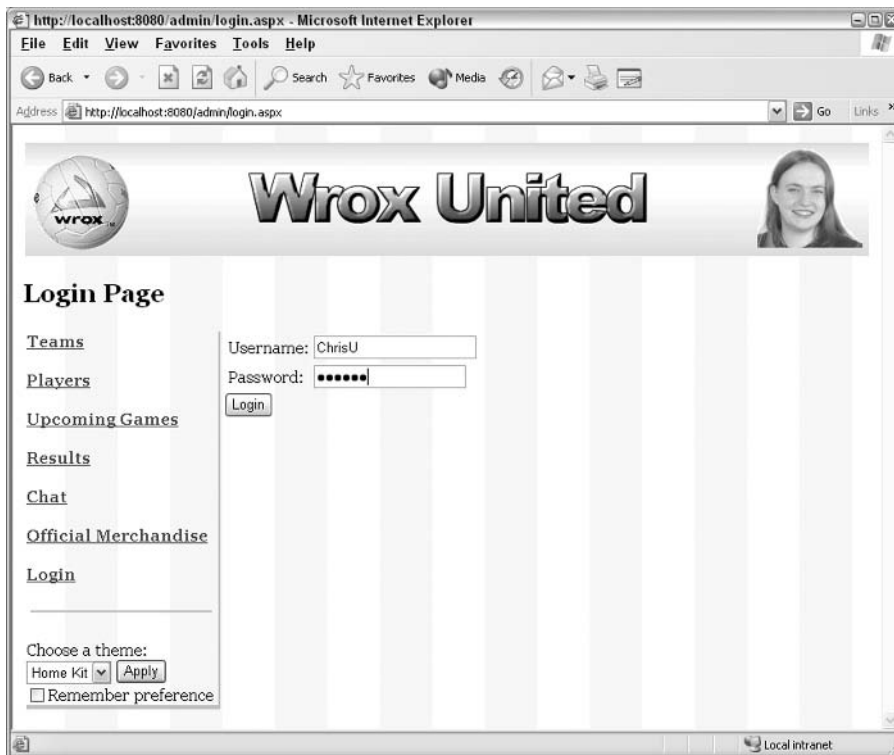 http://localhost:8080/admin/login.aspx - Microsoft Internet Explorer
File Edit View Favorites Tools Help
Back Search Favorites Media
Address http://localhost:8080/admin/login.aspx Go Links »
wrox
Wrox United
Login Page
Teams
Players
Upcoming Games
Results
Chat
Official Merchandise
Login
Username: ChrisU
Password: ••••••
Login
Choose a theme:
Home Kit Apply
Remember preference
Local intranet